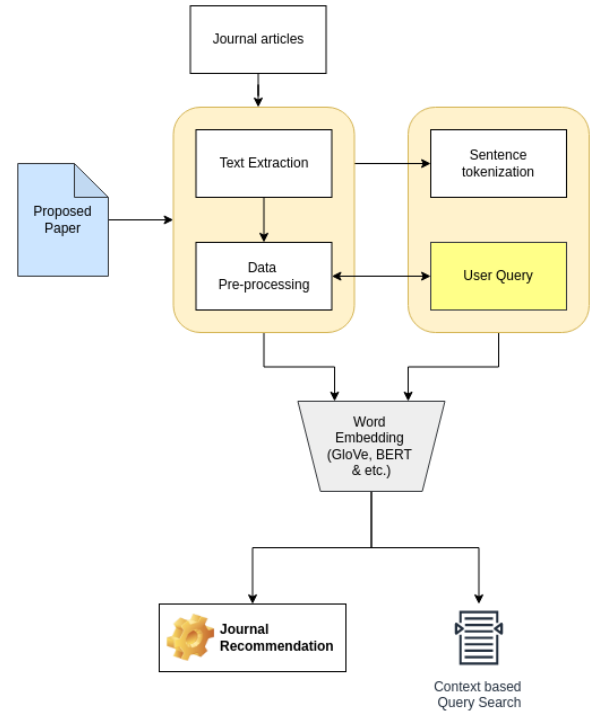 Journal articles
Text Extraction
Sentence
tokenization
Proposed
Paper
Data
Pre-processing
User Query
Word
Embedding
(GloVe, BERT
& etc.)
Journal
Recommendation
Context based
Query Search